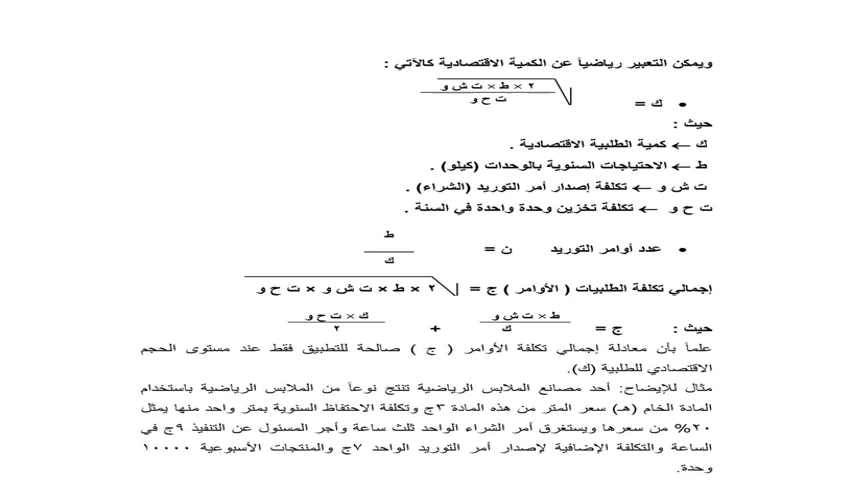 ويمكن التعبير رياضياً عن الكمية الاقتصادية كالآتي :
• ك = √ ٢ × ط × ت ش و
ت ح و
حيث :
ك ← كمية الطلبية الاقتصادية .
ط ← الاحتياجات السنوية بالوحدات (كيلو) .
ت ش و ← تكلفة إصدار أمر التوريد (الشراء) .
ت ح و ← تكلفة تخزين وحدة واحدة في السنة .
ط
• عدد أوامر التوريد ن =
ك
إجمالي تكلفة الطلبيات ( الأوامر ) ج = √ ٢ × ط × ت ش و × ت ح و
ط × ت ش و ك × ت ح و
حيث : ج = +
ك ٢
علماً بأن معادلة إجمالي تكلفة الأوامر ( ج ) صالحة للتطبيق فقط عند مستوى الحجم
الاقتصادي للطلبية (ك).
مثال للإيضاح: أحد مصانع الملابس الرياضية تنتج نوعاً من الملابس الرياضية باستخدام
المادة الخام (هـ) سعر المتر من هذه المادة ٣ج وتكلفة الاحتفاظ السنوية بمتر واحد منها يمثل
٢٠% من سعرها ويستغرق أمر الشراء الواحد ثلث ساعة وأجر المسئول عن التنفيذ ٩ج في
الساعة والتكلفة الإضافية لإصدار أمر التوريد الواحد ٧ج والمنتجات الأسبوعية ١٠٠٠٠
وحدة.